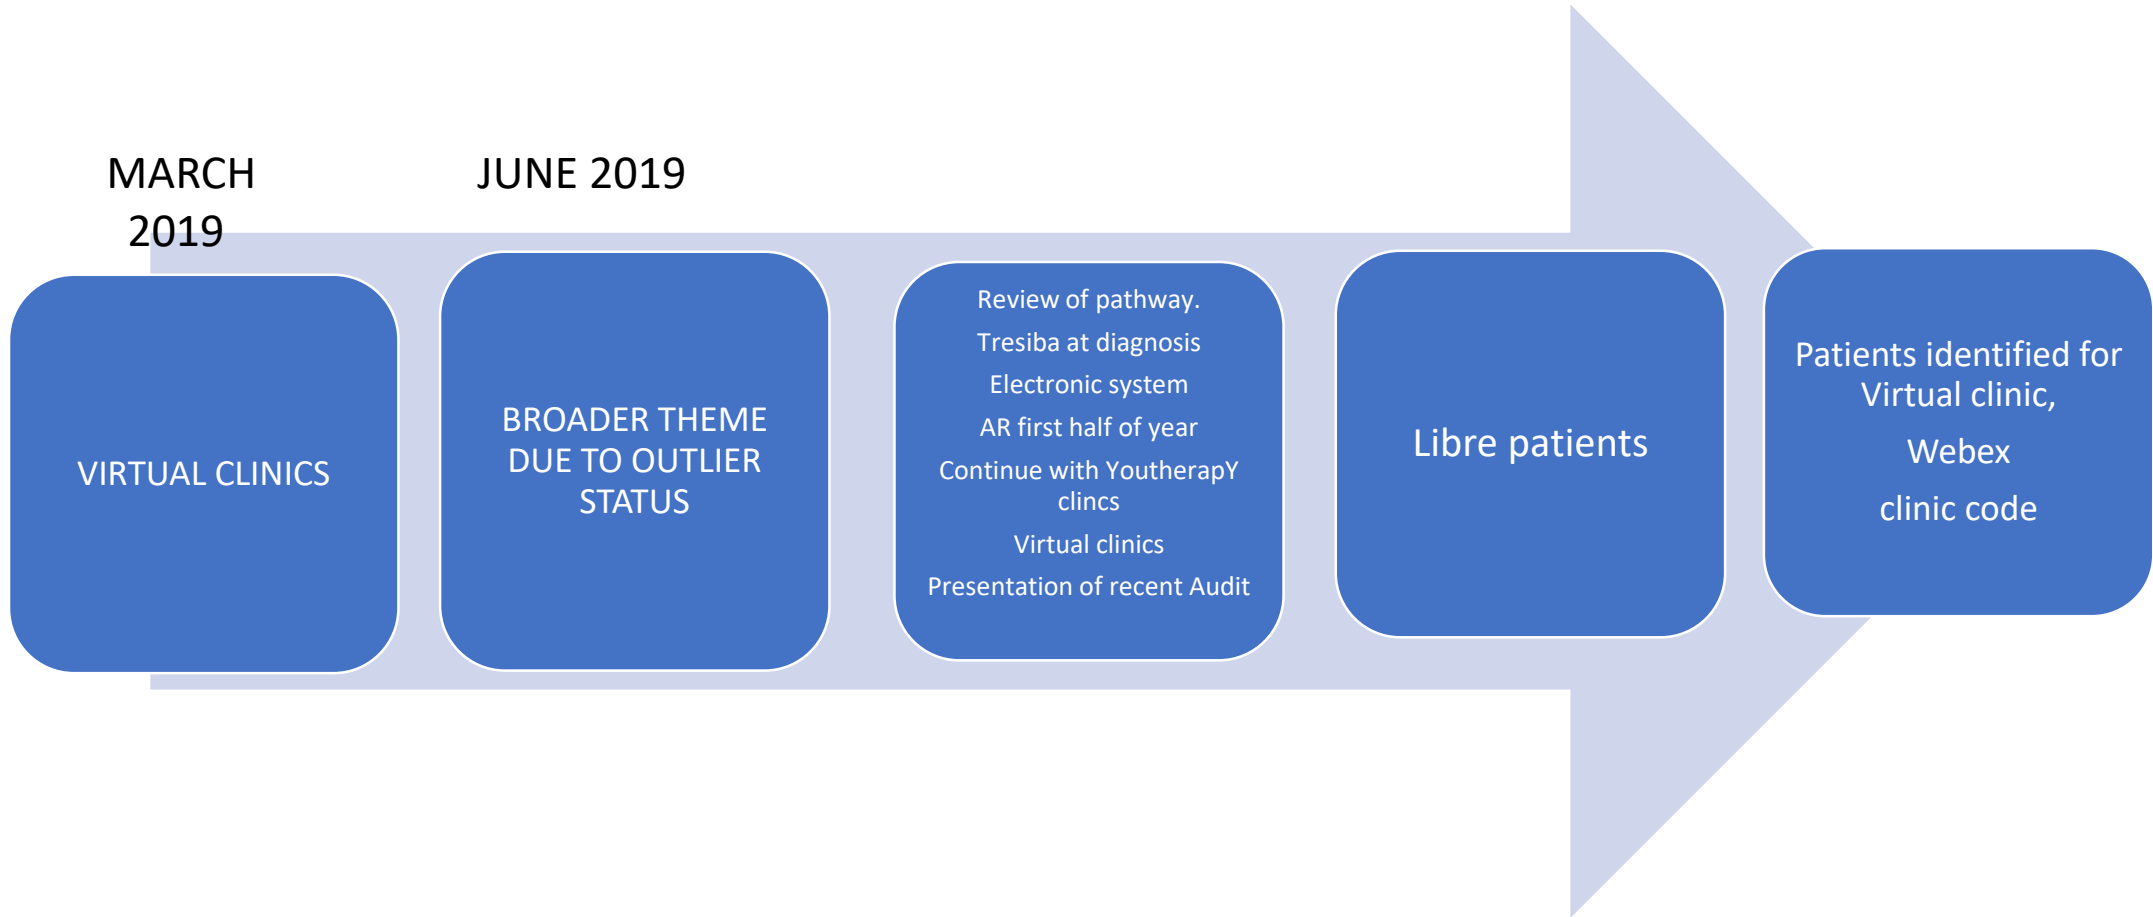 MARCH
2019
JUNE 2019
VIRTUAL CLINICS
BROADER THEME
DUE TO OUTLIER
STATUS
Review of pathway.
Tresiba at diagnosis
Electronic system
AR first half of year
Continue with YoutherapY
clincs
Virtual clinics
Presentation of recent Audit
Libre patients
Patients identified for
Virtual clinic,
Webex
clinic code